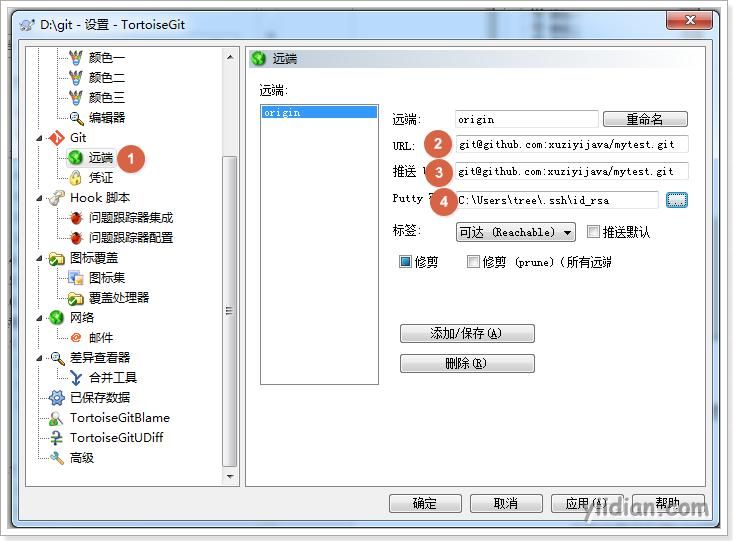 D:\git - 设置 - TortoiseGit
颜色一
颜色二
颜色三
编辑器
Git
远端
1
凭证
Hook 脚本
问题跟踪器集成
问题跟踪器配置
图标覆盖
图标集
覆盖处理器
网络
邮件
差异查看器
合并工具
已保存数据
TortoiseGitBlame
TortoiseGitUDiff
高级
远端
远端:
origin
远端: origin 重命名
URL: 2 git@github.com:xuziyijava/mytest.git
推送 3 git@github.com:xuziyijava/mytest.git
Putty 4 C:\Users\tree\.ssh\id_rsa ...
标签: 可达 (Reachable) 推送默认
修剪 修剪 (prune) (所有远端
添加/保存(A)
删除(R)
确定 取消 应用(A) 帮助
yiidian.com